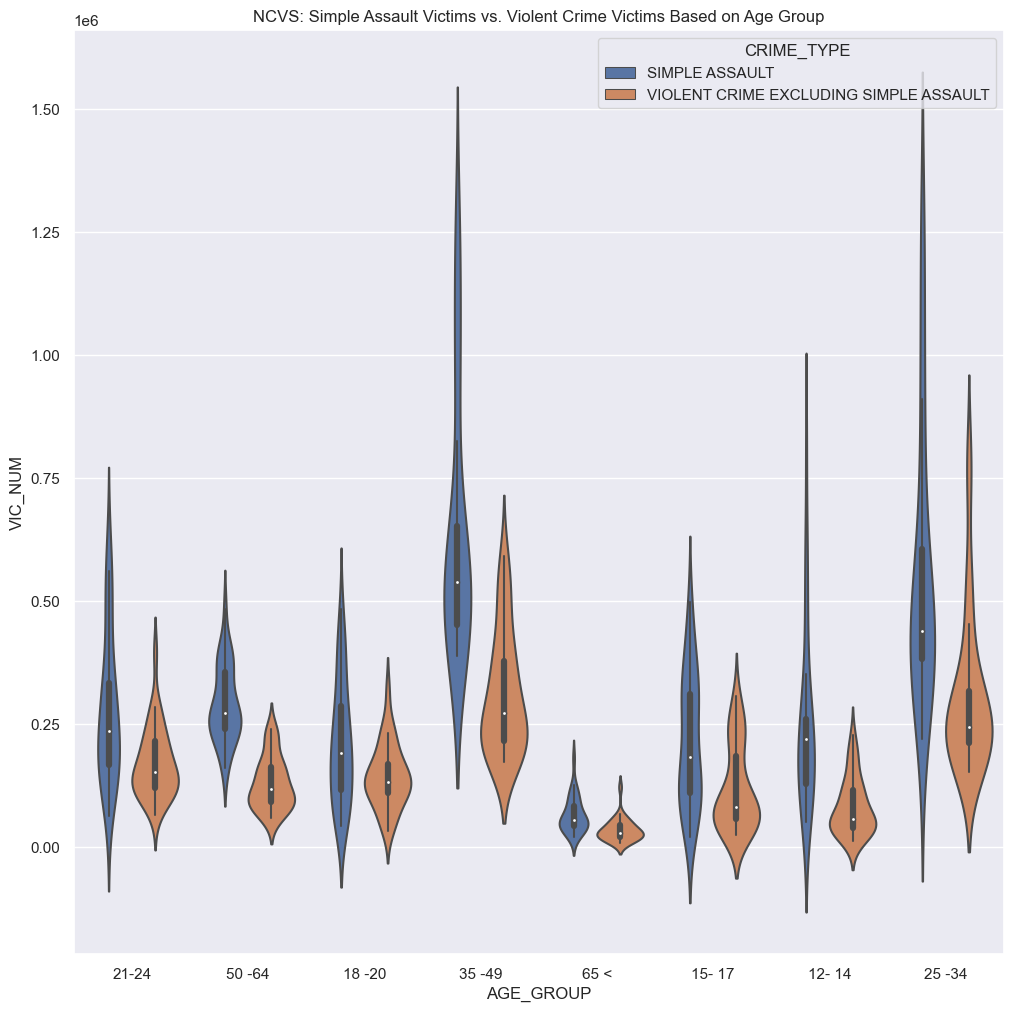 NCVS: Simple Assault Victims vs. Violent Crime Victims Based on Age Group
1e6
CRIME_TYPE
SIMPLE ASSAULT
VIOLENT CRIME EXCLUDING SIMPLE ASSAULT
1.50
1.25
1.00
0.75
0.50
0.25
0.00
VIC_NUM
21-24 50 -64 18 -20 35 -49 65 < 15- 17 12- 14 25 -34
AGE_GROUP